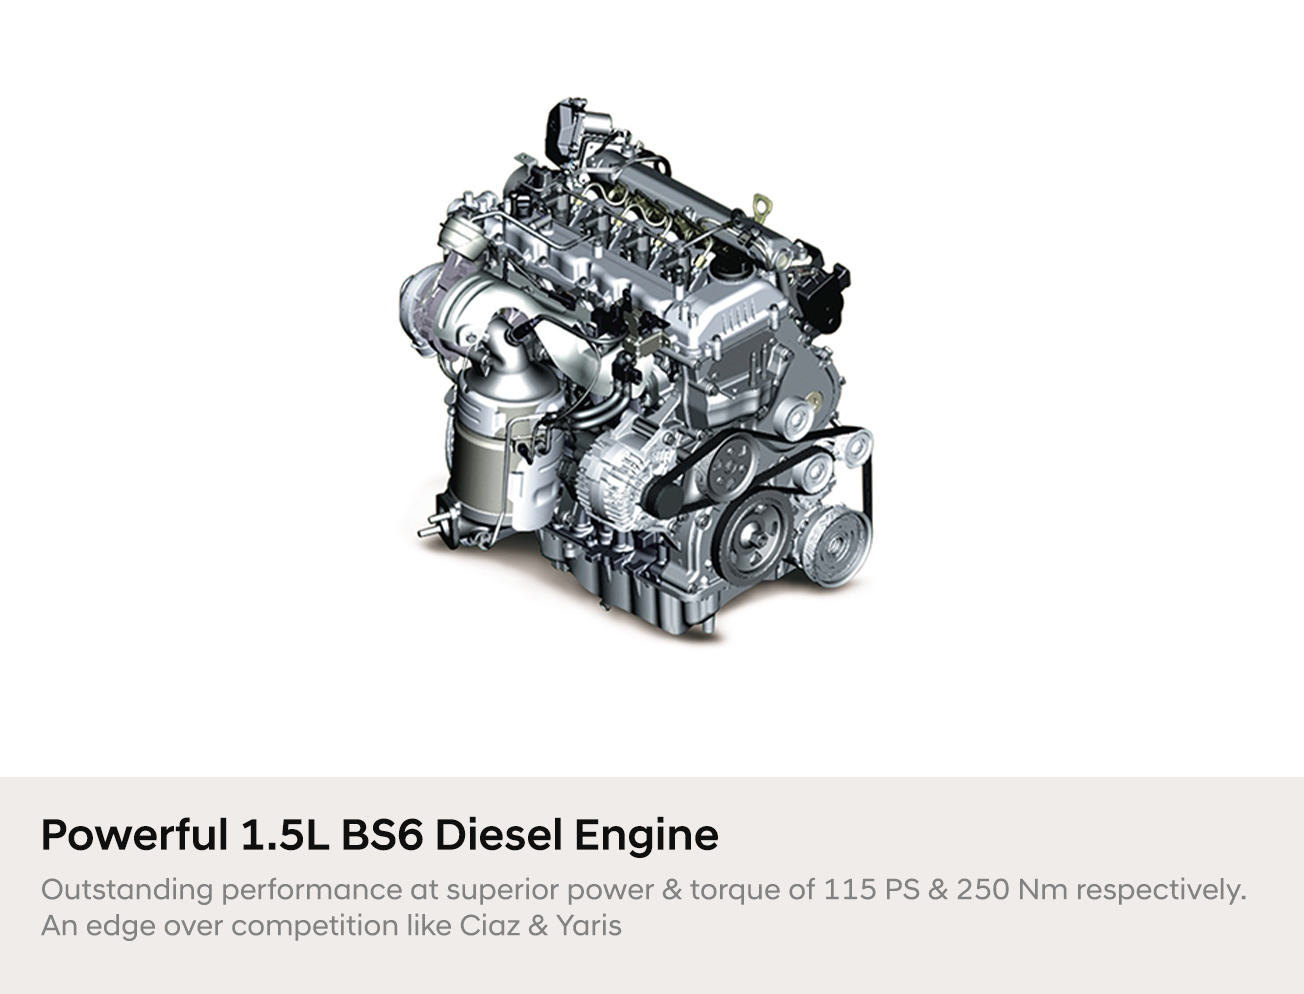 Powerful 1.5L BS6 Diesel Engine
Outstanding performance at superior power & torque of 115 PS & 250 Nm respectively.
An edge over competition like Ciaz & Yaris